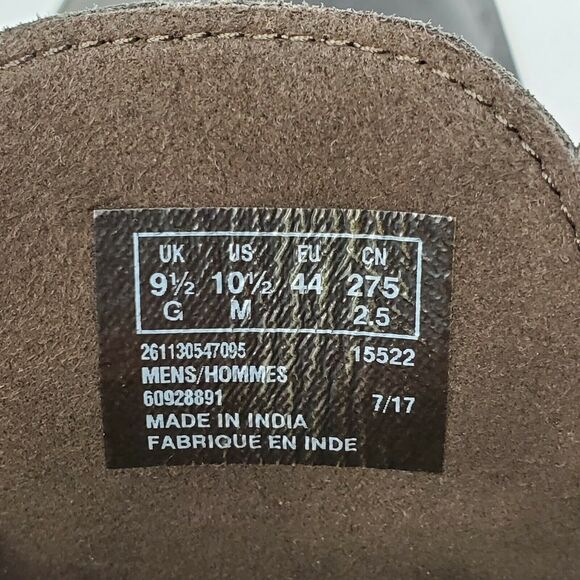 UK US EU CN
9½ 10½ 44 275
G M 2.5
261130547095 15522
MENS/HOMMES
60928891 7/17
MADE IN INDIA
FABRIQUE EN INDE